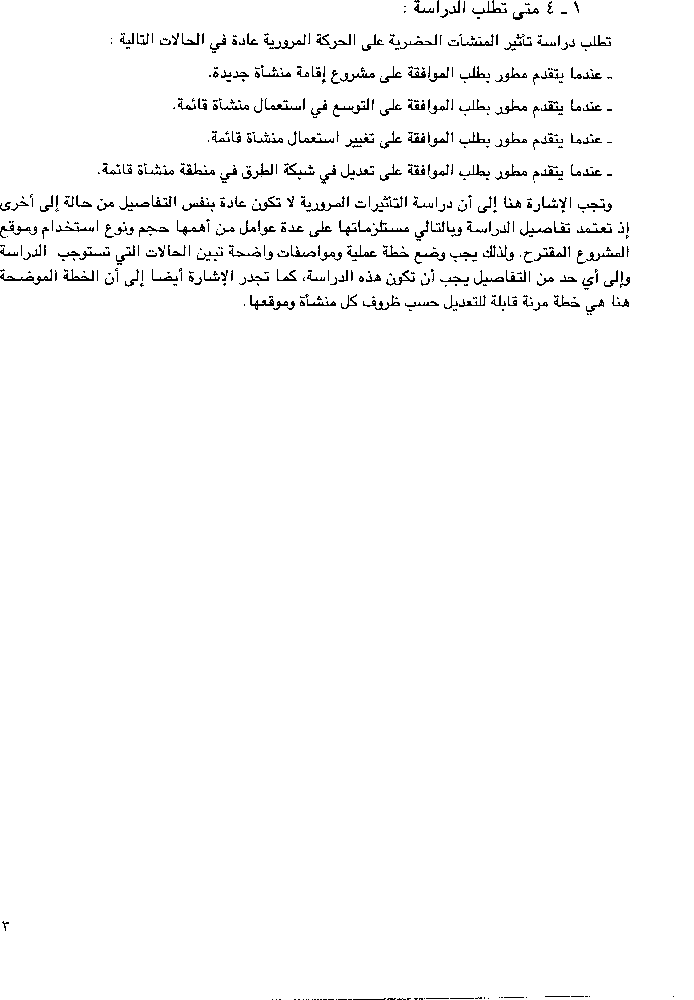 ١ ـ ٤ متى تطلب الدراسة :
تطلب دراسة تأثير المنشآت الحضرية على الحركة المرورية عادة في الحالات التالية :
ـ عندما يتقدم مطور بطلب الموافقة على مشروع إقامة منشأة جديدة.
ـ عندما يتقدم مطور بطلب الموافقة على التوسع في استعمال منشأة قائمة.
ـ عندما يتقدم مطور بطلب الموافقة على تغيير استعمال منشأة قائمة.
ـ عندما يتقدم مطور بطلب الموافقة على تعديل في شبكة الطرق في منطقة منشأة قائمة.
وتجب الإشارة هنا إلى أن دراسة التأثيرات المرورية لا تكون عادة بنفس التفاصيل من حالة إلى أخرى
إذ تعتمد تفاصيل الدراسة وبالتالي مستلزماتها على عدة عوامل من أهمها حجم ونوع استخدام وموقع
المشروع المقترح. ولذلك يجب وضع خطة عملية ومواصفات واضحة تبين الحالات التي تستوجب الدراسة
وإلى أي حد من التفاصيل يجب أن تكون هذه الدراسة، كما تجدر الإشارة أيضا إلى أن الخطة الموضحة
هنا هي خطة مرنة قابلة للتعديل حسب ظروف كل منشأة وموقعها.
٣